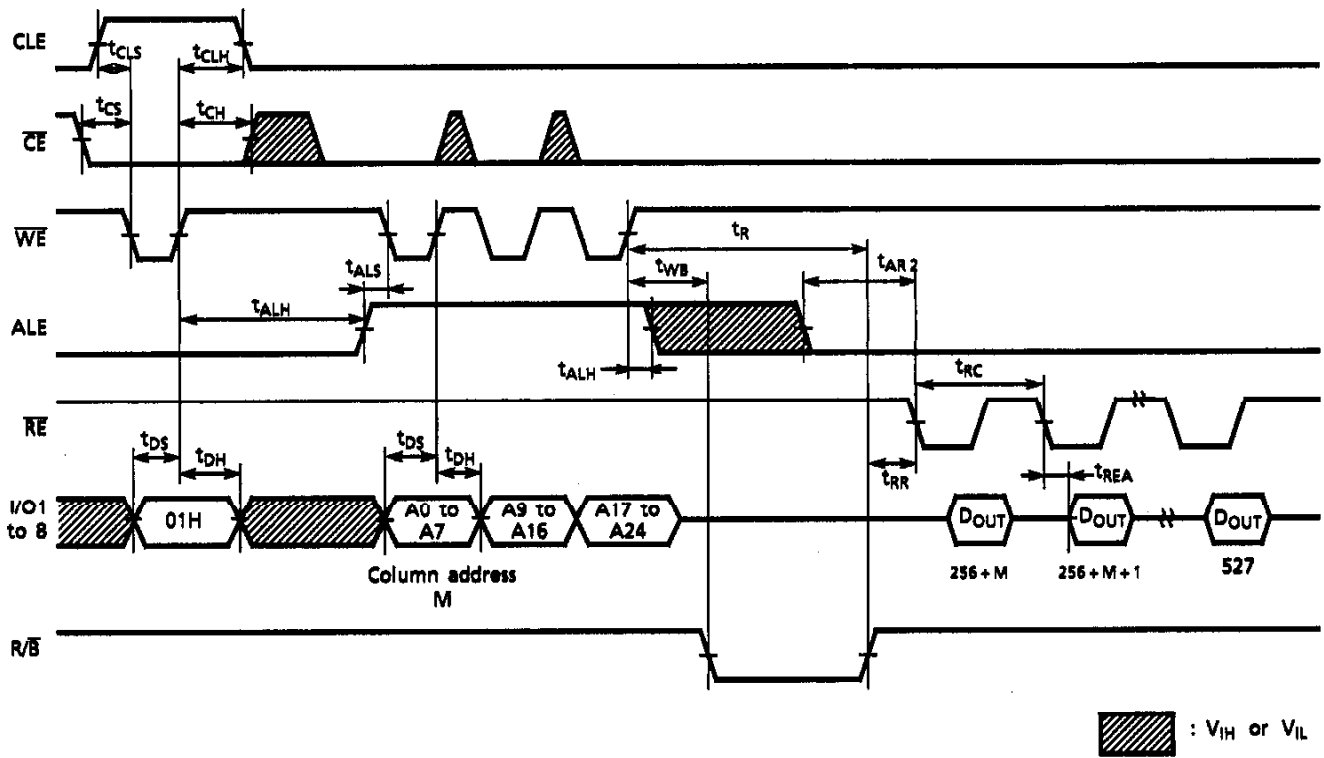 CLE
tCLS
tCLH
CE
tCS
tCH
WE
tALS
tR
tWB
tAR2
ALE
tALH
tALH
tRC
RE
tDS
tDH
tDS
tDH
tRR
tREA
I/O1
to 8
01H
A0 to
A7
A9 to
A16
A17 to
A24
DOUT
DOUT
DOUT
256 + M
256 + M + 1
527
Column address
M
R/B
: VIH or VIL